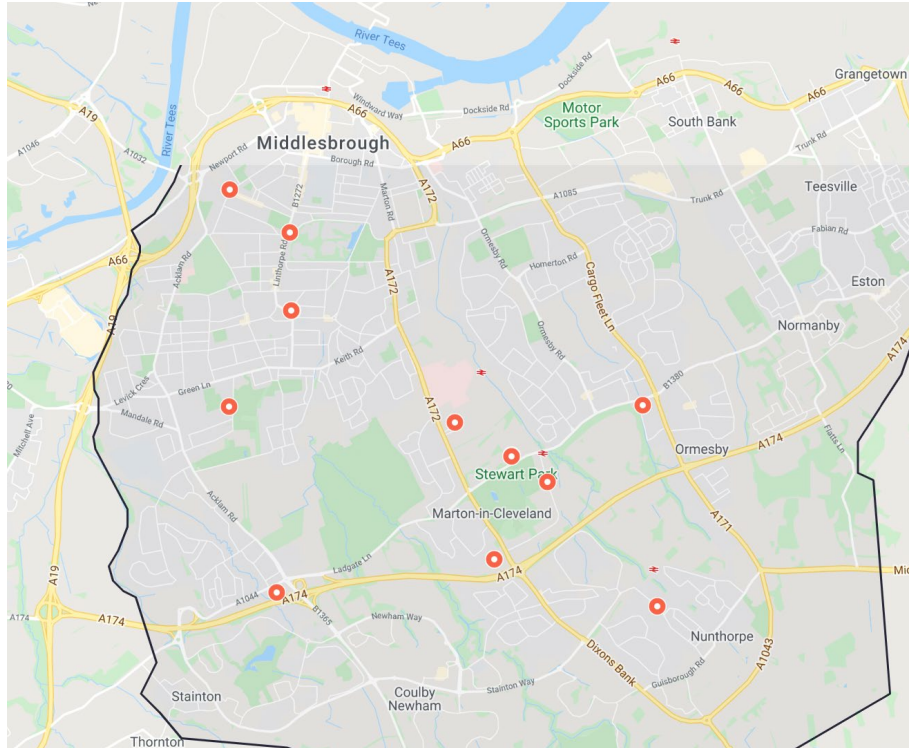 River Tees
Grangetown
A66
A66
Dockside Rd
A19
Windward Way
Dockside Rd
Motor
Sports Park
South Bank
A66
River Tees
A1046
A1032
Newport Rd
Middlesbrough
Borough Rd
A66
Trunk Rd
Teesville
B1272
Marton Rd
A172
A1085
Trunk Rd
Fabian Rd
Linthorpe Rd
Ormesby Rd
Homerton Rd
A66
Acklam Rd
A172
Cargo Fleet Ln
Eston
A19
Normanby
Ormesby Rd
Keith Rd
A174
Levick Cres
Green Ln
B1380
Mandale Rd
A172
Mitchell Ave
Flatts Ln
Ormesby
A174
Stewart Park
Acklam Rd
Marton-in-Cleveland
A171
Ladgate Ln
A19
A174
Mid
A1044
A174
A174
A174
B1365
Newham Way
Nunthorpe
Dixons Bank
A1043
Guisborough Rd
Stainton
Coulby
Newham
Stainton Way
Thornton